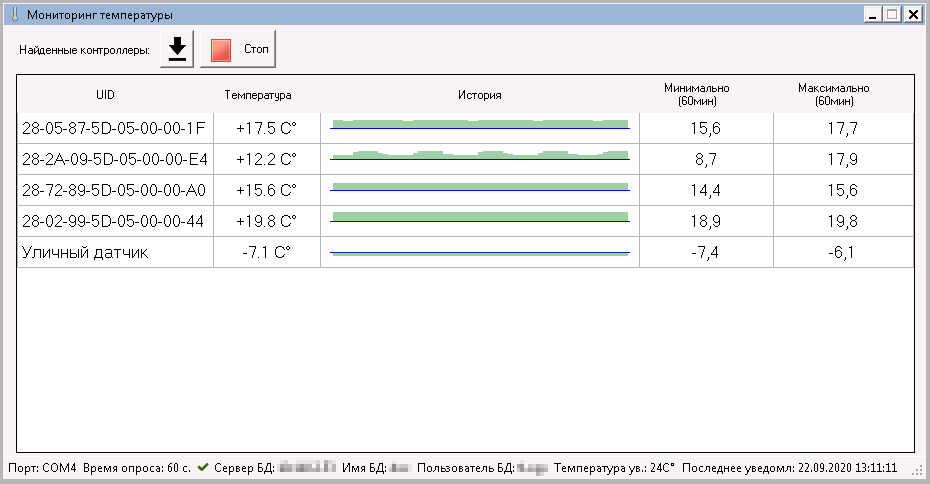 Мониторинг температуры
Найденные контроллеры: Стоп
UID Температура История Минимально (60мин) Максимально (60мин)
28-05-87-5D-05-00-00-1F +17.5 C° 15,6 17,7
28-2A-09-5D-05-00-00-E4 +12.2 C° 8,7 17,9
28-72-89-5D-05-00-00-A0 +15.6 C° 14,4 15,6
28-02-99-5D-05-00-00-44 +19.8 C° 18,9 19,8
Уличный датчик -7.1 C° -7,4 -6,1
Порт: COM4 Время опроса: 60 с. Сервер БД: Имя БД: Пользователь БД: Температура ув.: 24C° Последнее уведомл: 22.09.2020 13:11:11